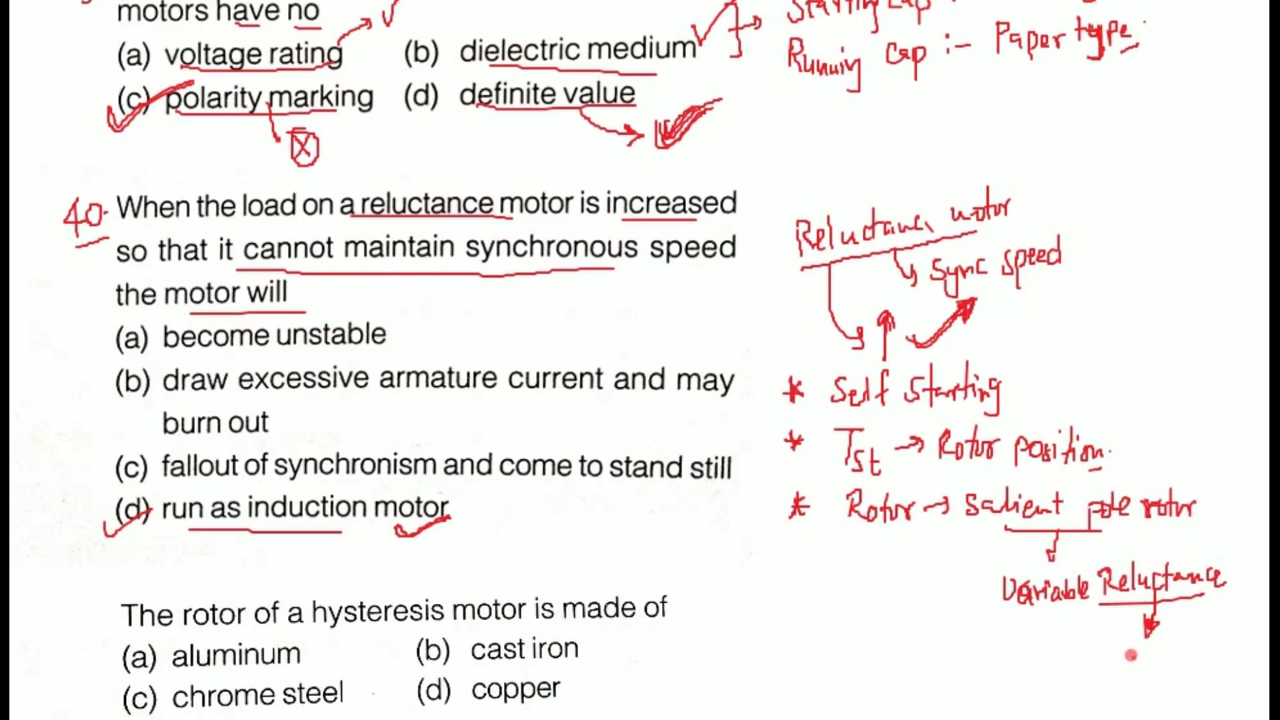 motors have no
(a) voltage rating (b) dielectric medium
(c) polarity marking (d) definite value
Starting Cap :-
Running Cap :- Paper type.
40. When the load on a reluctance motor is increased
so that it cannot maintain synchronous speed
the motor will
(a) become unstable
(b) draw excessive armature current and may
burn out
(c) fallout of synchronism and come to stand still
(d) run as induction motor
Reluctance motor
Sync speed
* Self starting
* Tst → Rotor position.
* Rotor → Salient pole rotor
Variable Reluctance
The rotor of a hysteresis motor is made of
(a) aluminum (b) cast iron
(c) chrome steel (d) copper